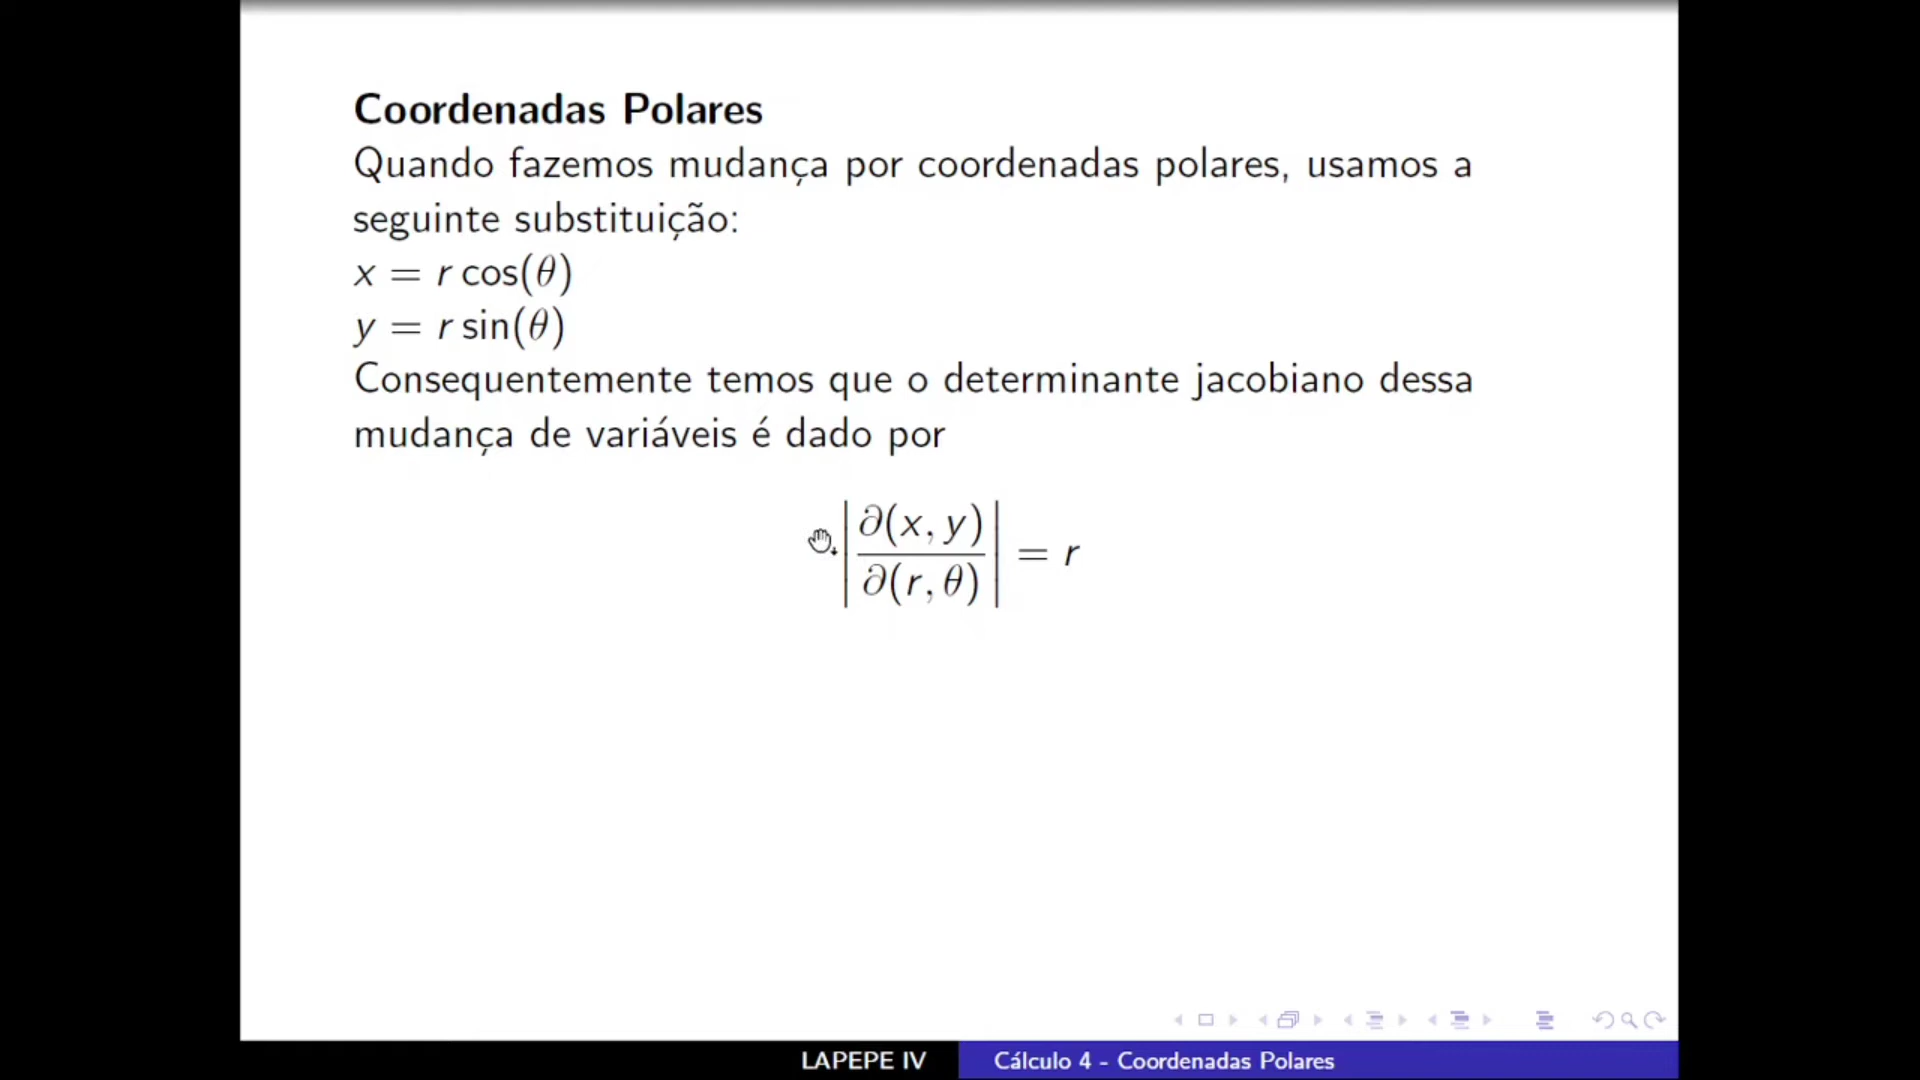 Coordenadas Polares
Quando fazemos mudança por coordenadas polares, usamos a
seguinte substituição:
x = r cos(θ)
y = r sin(θ)
Consequentemente temos que o determinante jacobiano dessa
mudança de variáveis é dado por
|∂(x, y)/∂(r, θ)| = r
LAPEPE IV
Cálculo 4 - Coordenadas Polares